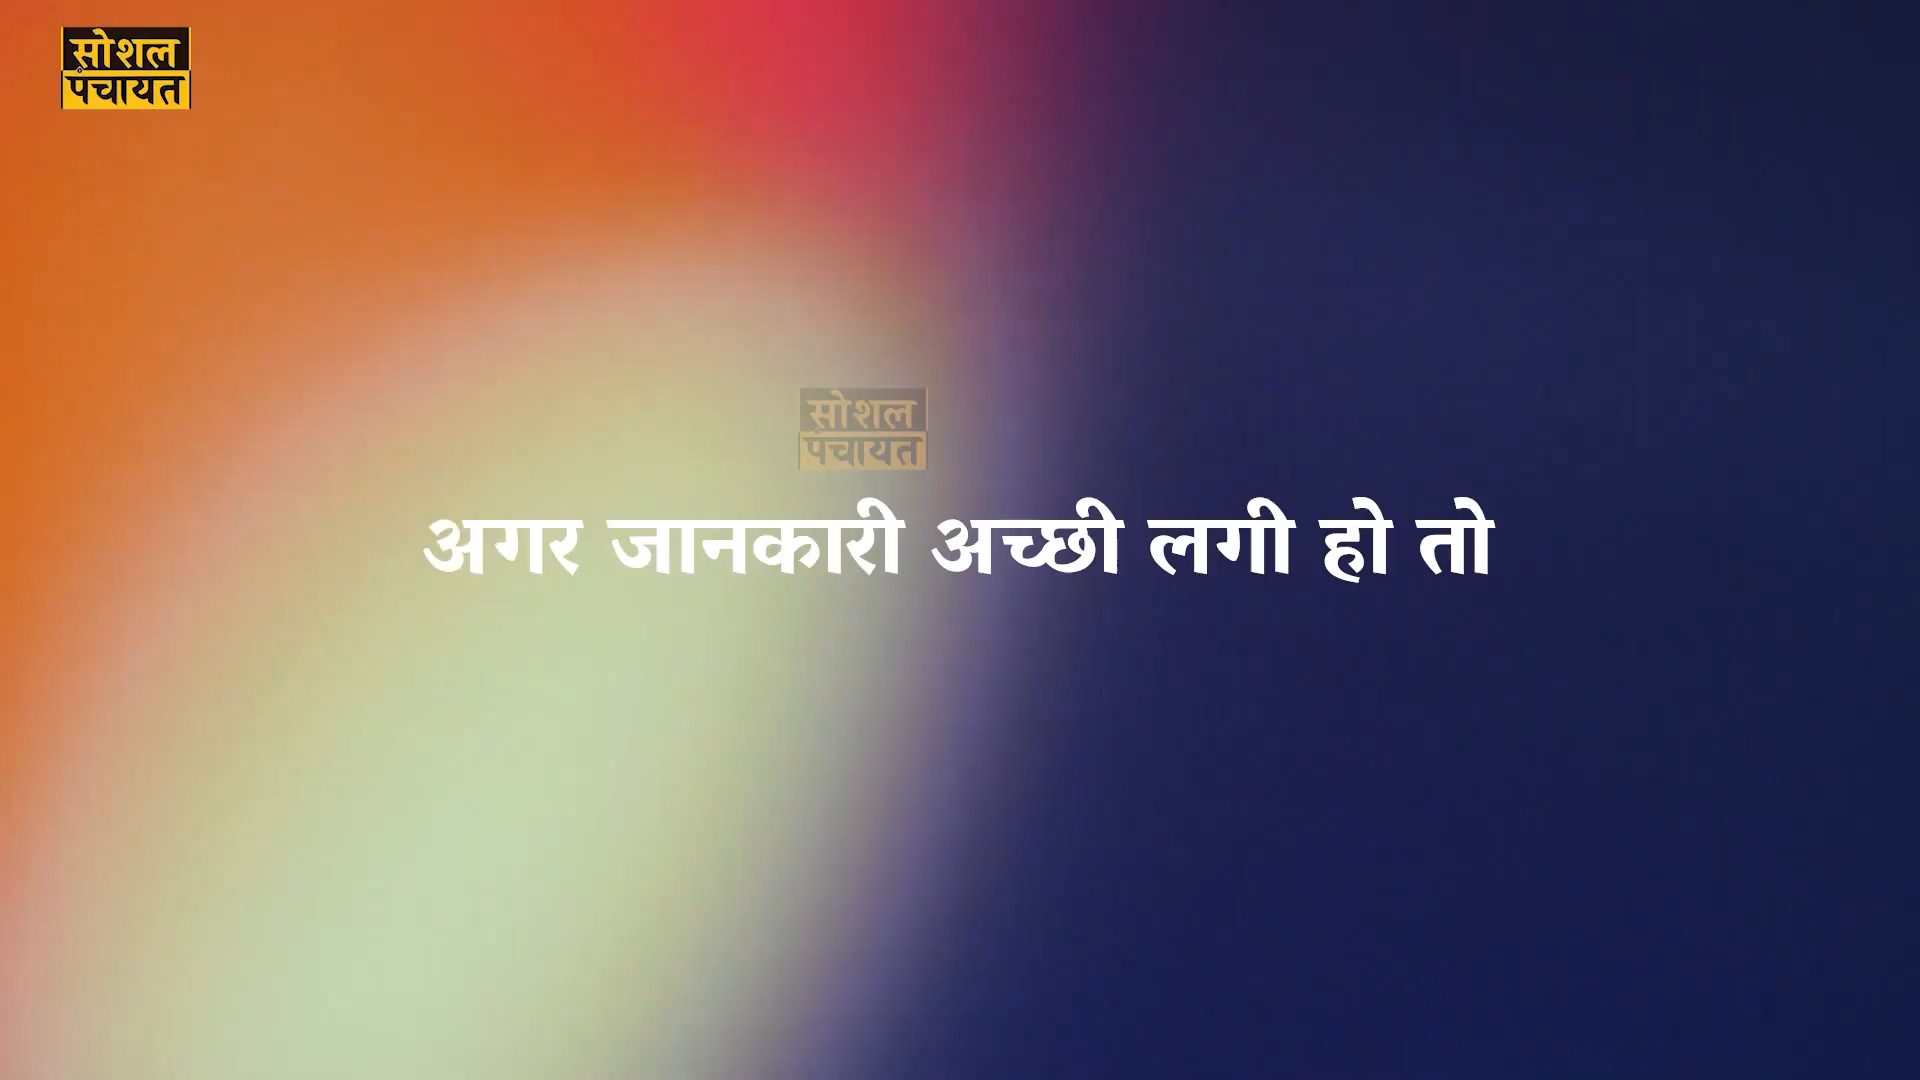 सोशल
पंचायत
सोशल
पंचायत
अगर जानकारी अच्छी लगी हो तो